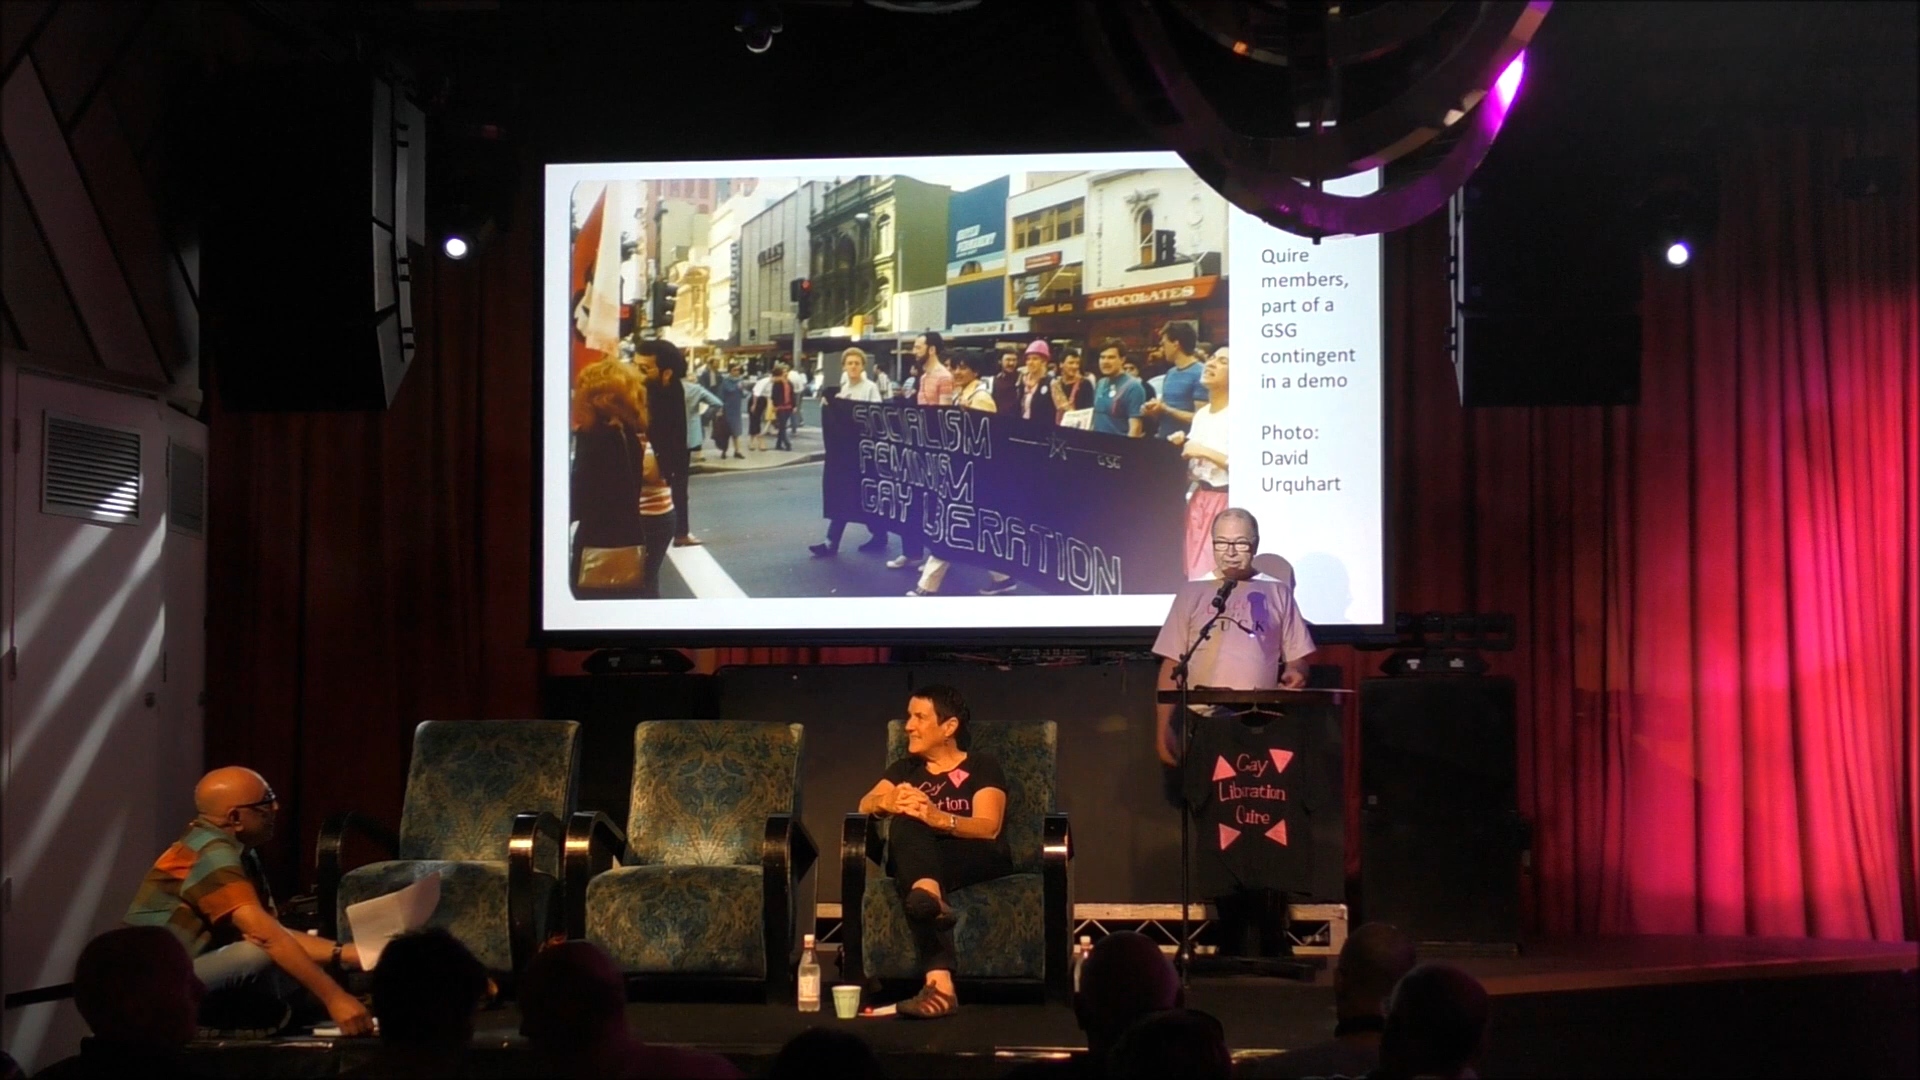 CHOCOLATES
SOCIALISM
FEMINISM
GAY LIBERATION
GSG
Quire
members,
part of a
GSG
contingent
in a demo
Photo:
David
Urquhart
Gay
Liberation
Quire